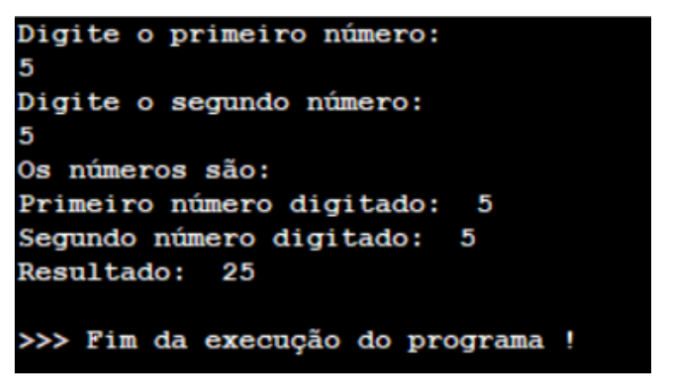 Digite o primeiro número:
5
Digite o segundo número:
5
Os números são:
Primeiro número digitado:  5
Segundo número digitado:  5
Resultado:  25
>>> Fim da execução do programa !